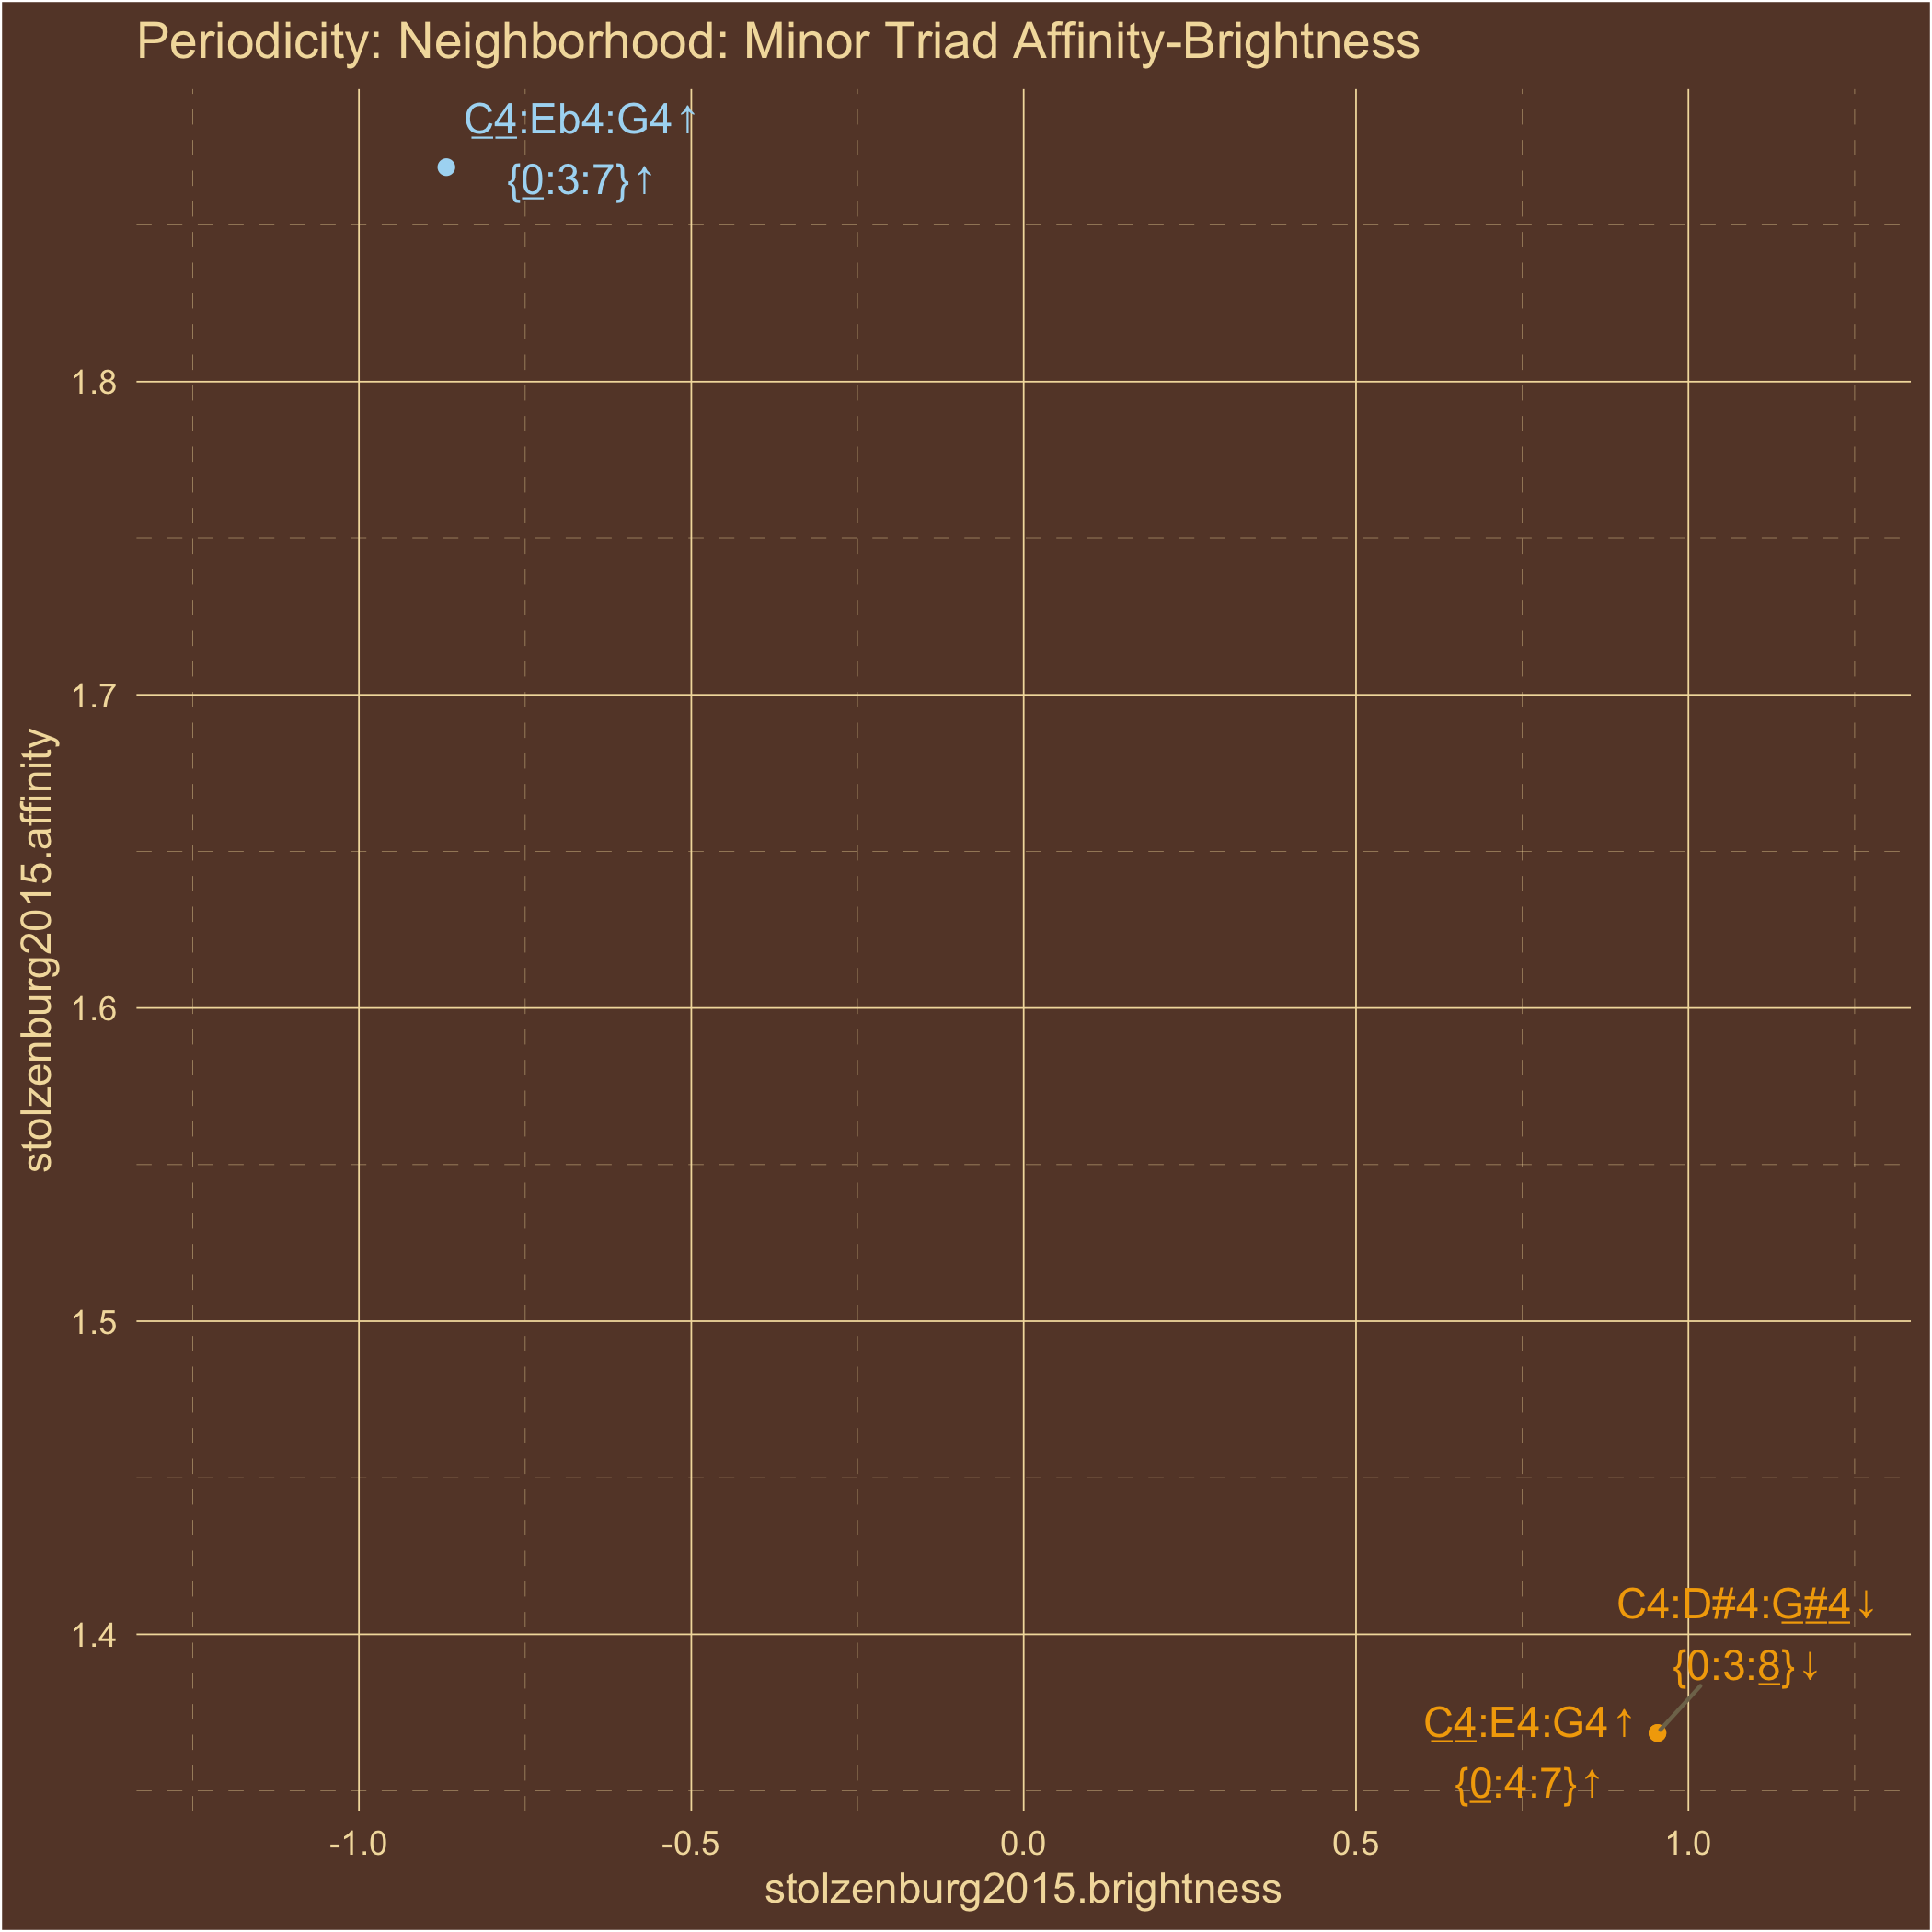 Periodicity: Neighborhood: Minor Triad Affinity-Brightness
C4:Eb4:G4↑
{0:3:7}↑
1.8
1.7
1.6
1.5
1.4
stolzenburg2015.affinity
C4:D#4:G#4↓
{0:3:8}↓
C4:E4:G4↑
{0:4:7}↑
-1.0
-0.5
0.0
0.5
1.0
stolzenburg2015.brightness